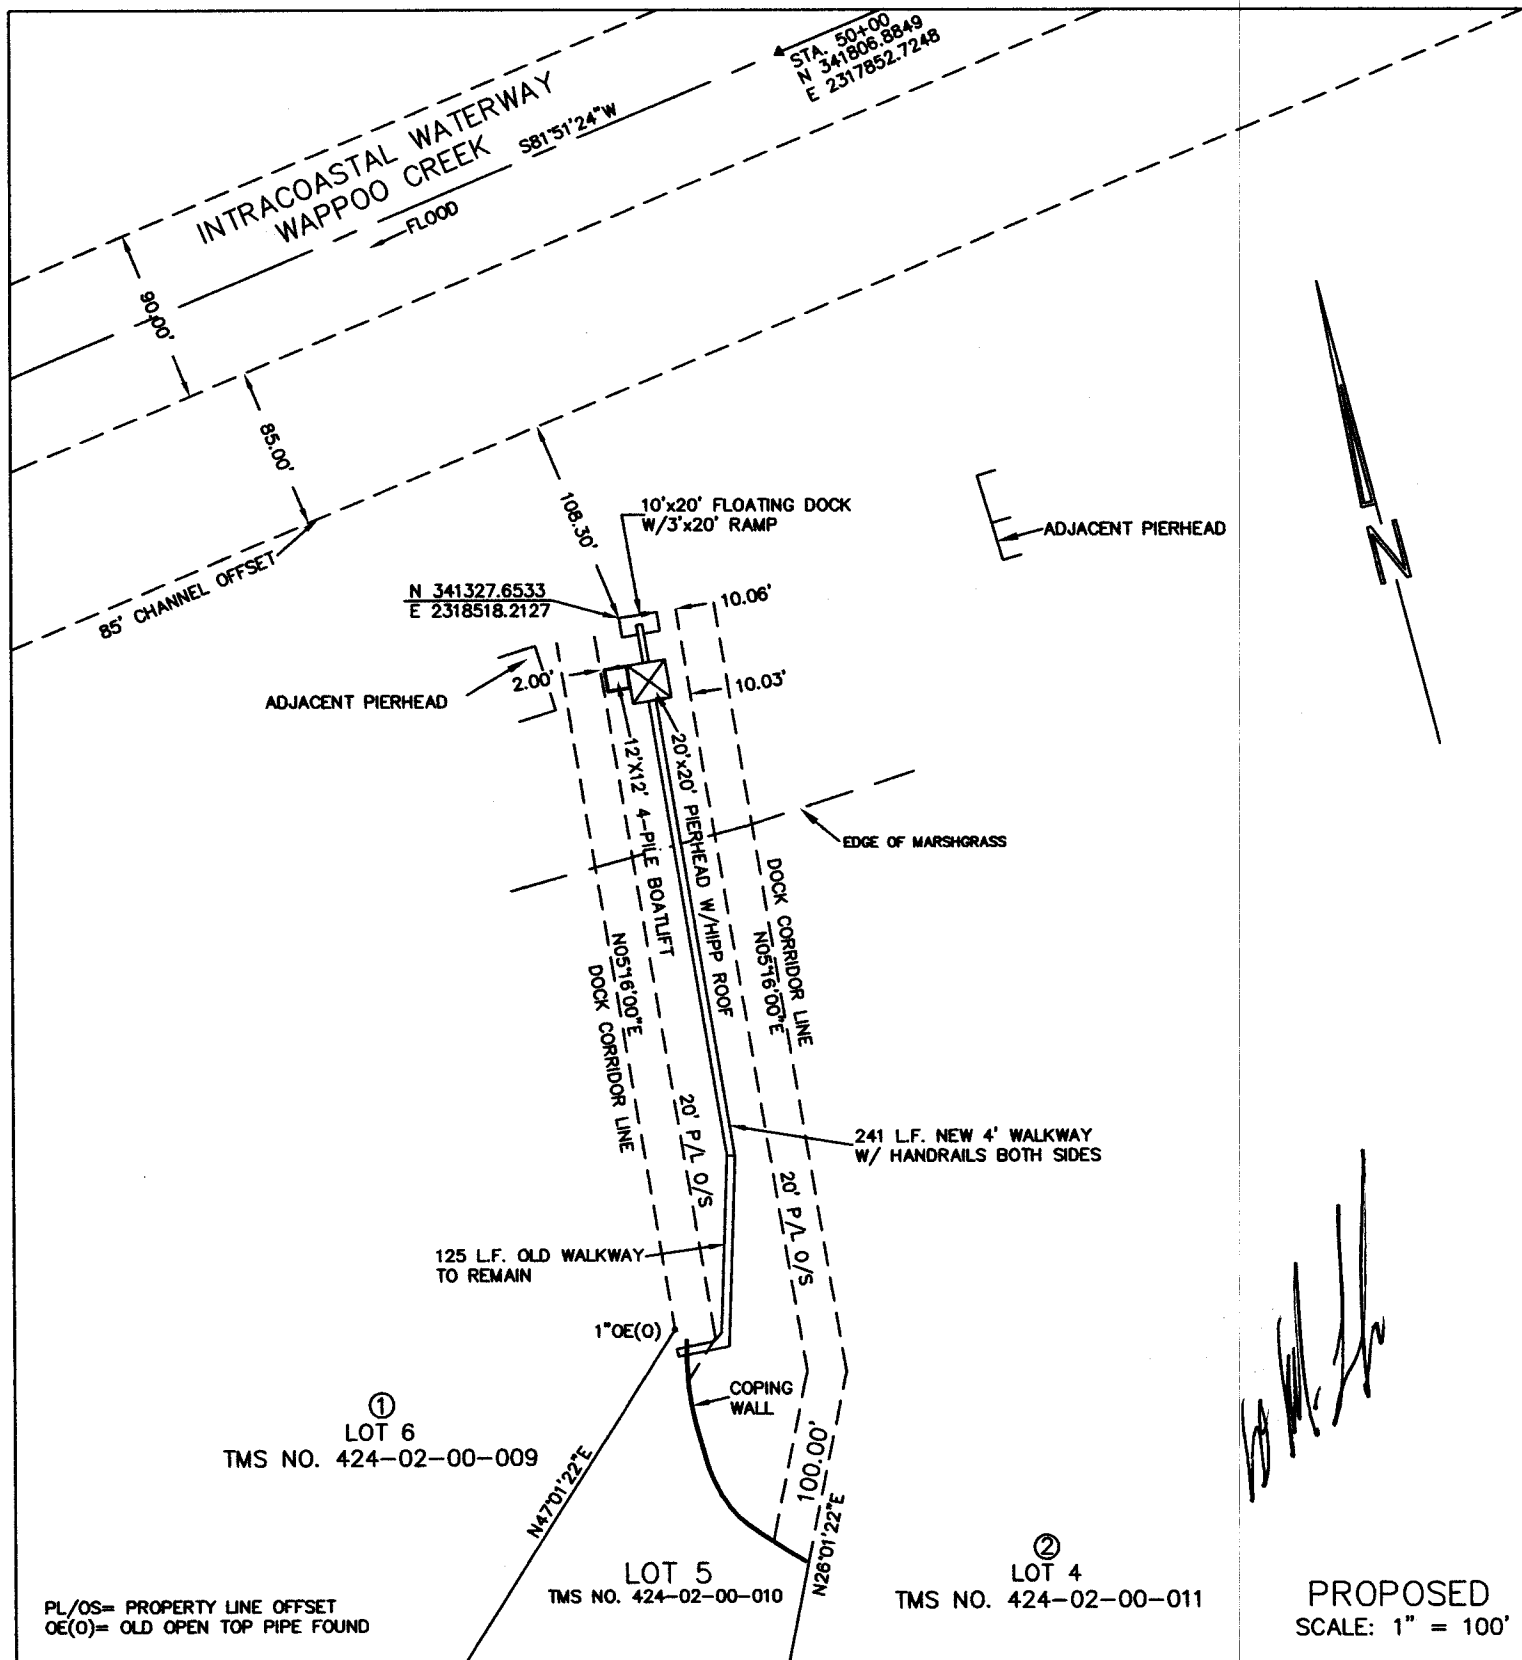 STA. 50+00
N 341806.8849
E 2317852.7248
INTRACOASTAL WATERWAY
WAPPOO CREEK
S81°51'24"W
FLOOD
90.00'
85.00'
85' CHANNEL OFFSET
108.30'
10'x20' FLOATING DOCK
W/3'x20' RAMP
ADJACENT PIERHEAD
N
N 341327.6533
E 2318518.2127
10.06'
2.00'
10.03'
ADJACENT PIERHEAD
12'X12' 4-PILE BOATLIFT
20'x20' PIERHEAD W/HIPP ROOF
EDGE OF MARSHGRASS
N05°16'00"E
DOCK CORRIDOR LINE
DOCK CORRIDOR LINE
N05°16'00"E
20' P/L O/S
20' P/L O/S
241 L.F. NEW 4' WALKWAY
W/ HANDRAILS BOTH SIDES
125 L.F. OLD WALKWAY
TO REMAIN
1"OE(O)
COPING
WALL
1
LOT 6
TMS NO. 424-02-00-009
N47°01'22"E
100.00'
N26°01'22"E
LOT 5
TMS NO. 424-02-00-010
2
LOT 4
TMS NO. 424-02-00-011
PL/OS= PROPERTY LINE OFFSET
OE(O)= OLD OPEN TOP PIPE FOUND
PROPOSED
SCALE: 1" = 100'